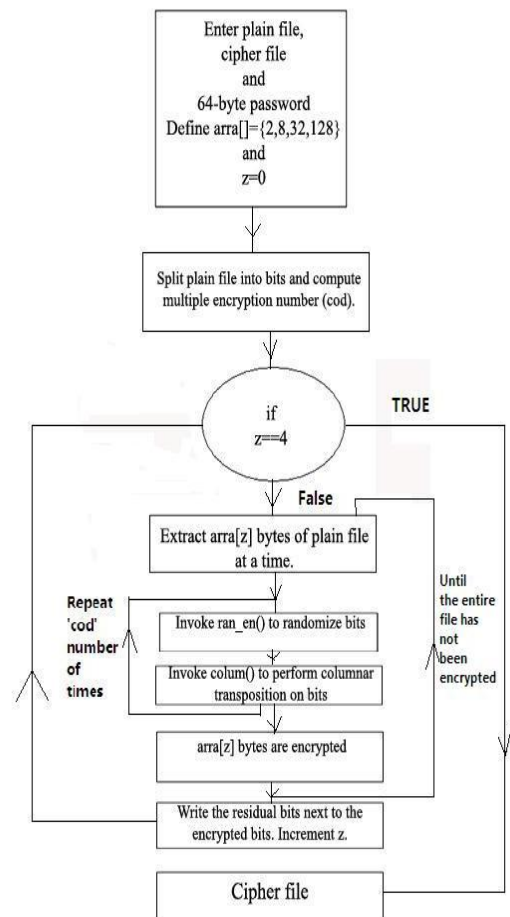 Enter plain file,
cipher file
and
64-byte password
Define arra[]={2,8,32,128}
and
z=0
Split plain file into bits and compute
multiple encryption number (cod).
if
z==4
TRUE
False
Extract arra[z] bytes of plain file
at a time.
Repeat
'cod'
number
of
times
Until
the entire
file has
not
been
encrypted
Invoke ran_en() to randomize bits
Invoke colum() to perform columnar
transposition on bits
arra[z] bytes are encrypted
Write the residual bits next to the
encrypted bits. Increment z.
Cipher file